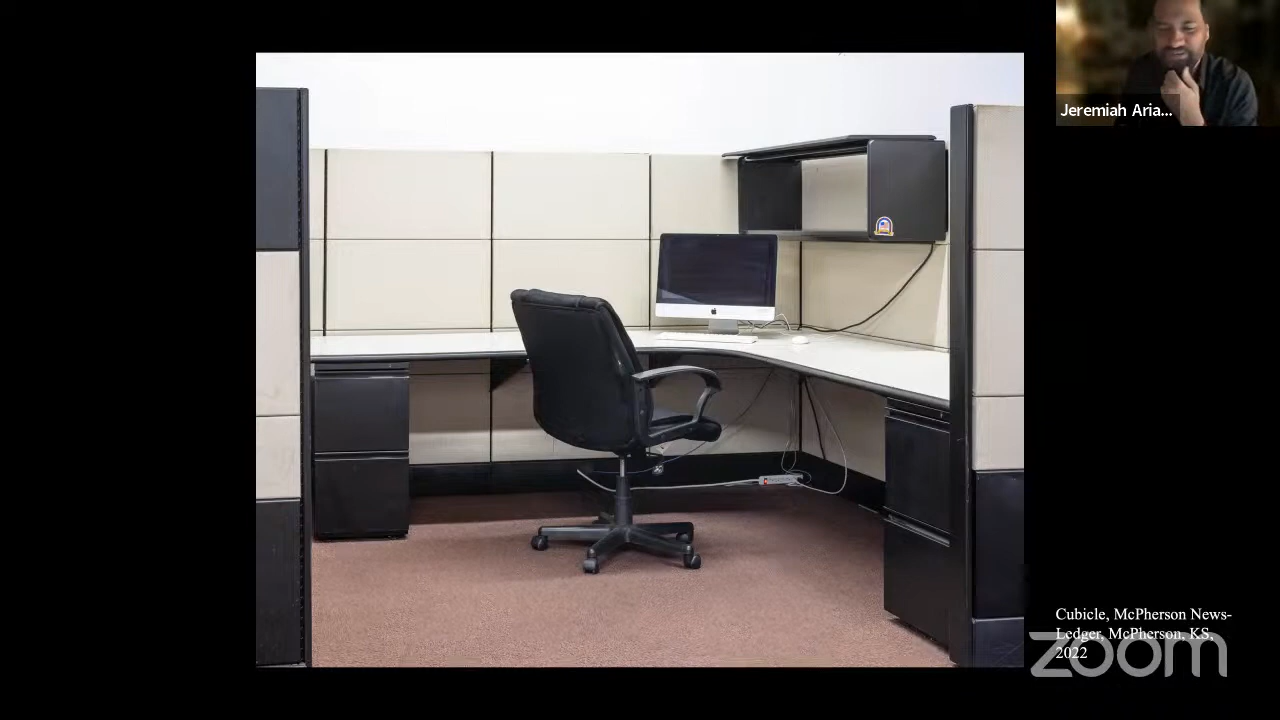 Jeremiah Aria...
Cubicle, McPherson News-
Ledger, McPherson, KS,
2022
zoom